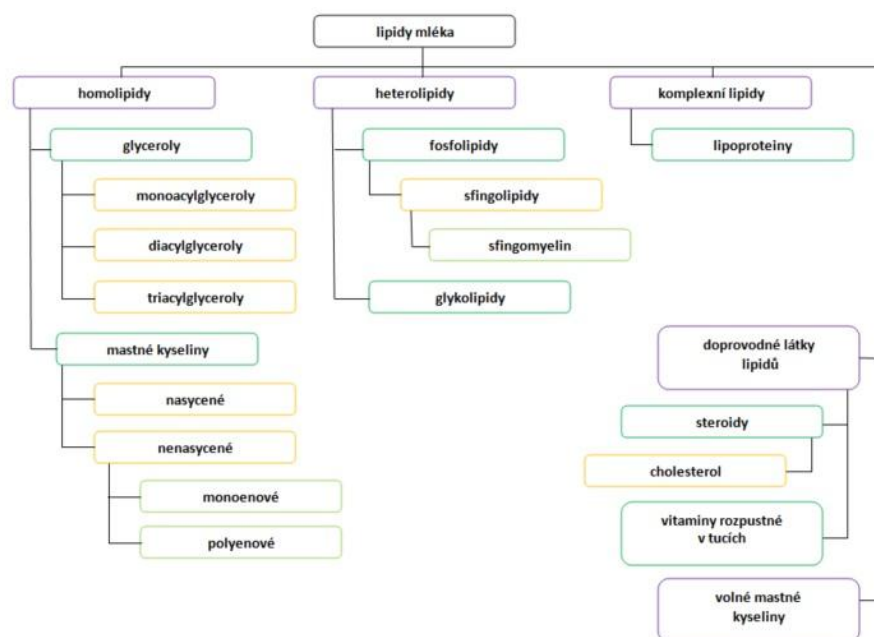 lipidy mléka
homolipidy
glyceroly
monoacylglyceroly
diacylglyceroly
triacylglyceroly
mastné kyseliny
nasycené
nenasycené
monoenové
polyenové
heterolipidy
fosfolipidy
sfingolipidy
sfingomyelin
glykolipidy
komplexní lipidy
lipoproteiny
doprovodné látky
lipidů
steroidy
cholesterol
vitaminy rozpustné
v tucích
volné mastné
kyseliny